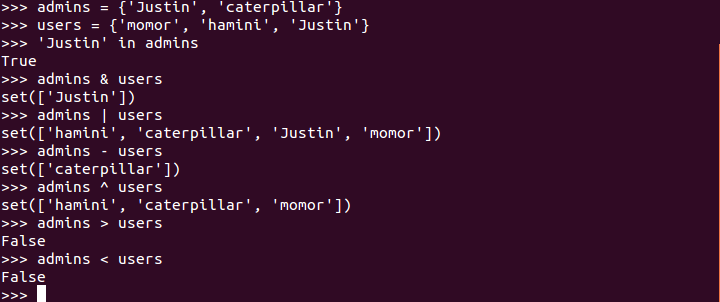 >>> admins = {'Justin', 'caterpillar'}
>>> users = {'momor', 'hamini', 'Justin'}
>>> 'Justin' in admins
True
>>> admins & users
set(['Justin'])
>>> admins | users
set(['hamini', 'caterpillar', 'Justin', 'momor'])
>>> admins - users
set(['caterpillar'])
>>> admins ^ users
set(['hamini', 'caterpillar', 'momor'])
>>> admins > users
False
>>> admins < users
False
>>>